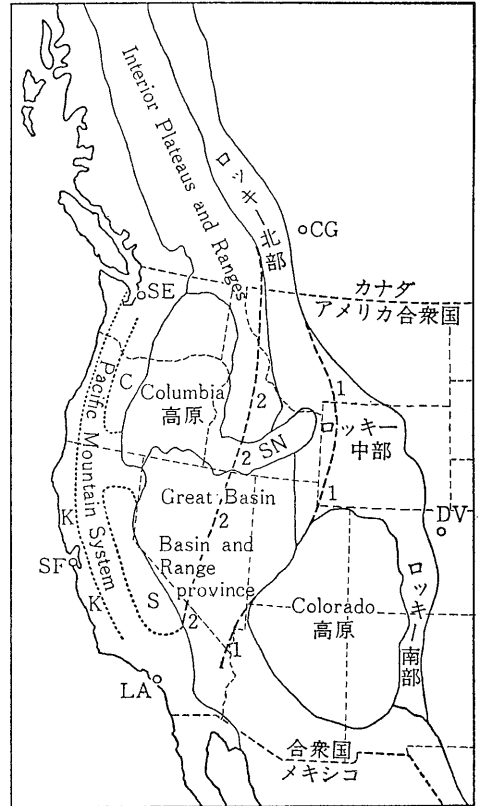 Interior Plateaus and Ranges
ロッキー北部
CG
カナダ
アメリカ合衆国
SE
Pacific Mountain System
C
Columbia
高原
2
1
ロッキー
中部
SN
2
1
Great Basin
2
DV
K
Basin and
Range
province
SF
K
S
2
1
Colorado
高原
ロッキー南部
LA
合衆国
メキシコ